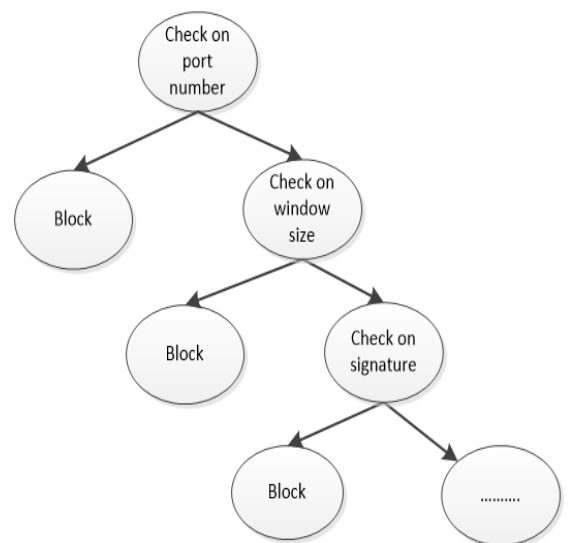 Check on
port
number
Block
Check on
window
size
Block
Check on
signature
Block
..........